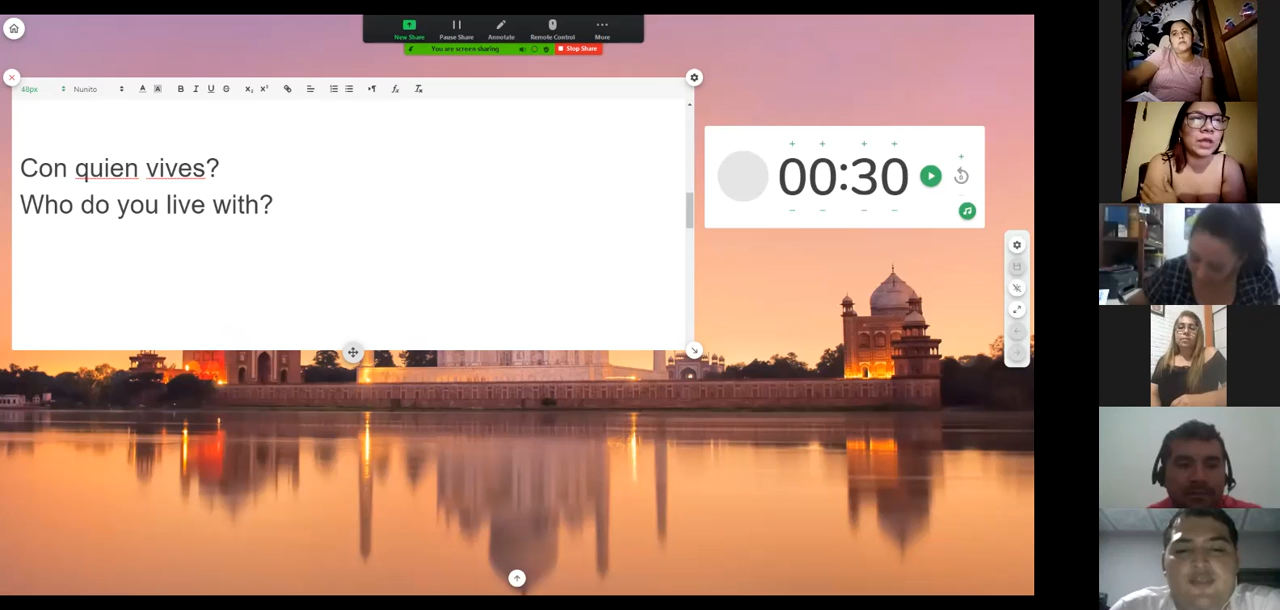 New Share Pause Share Annotate Remote Control More
You are screen sharing Stop Share
48px Nunito
Con quien vives?
Who do you live with?
00:30